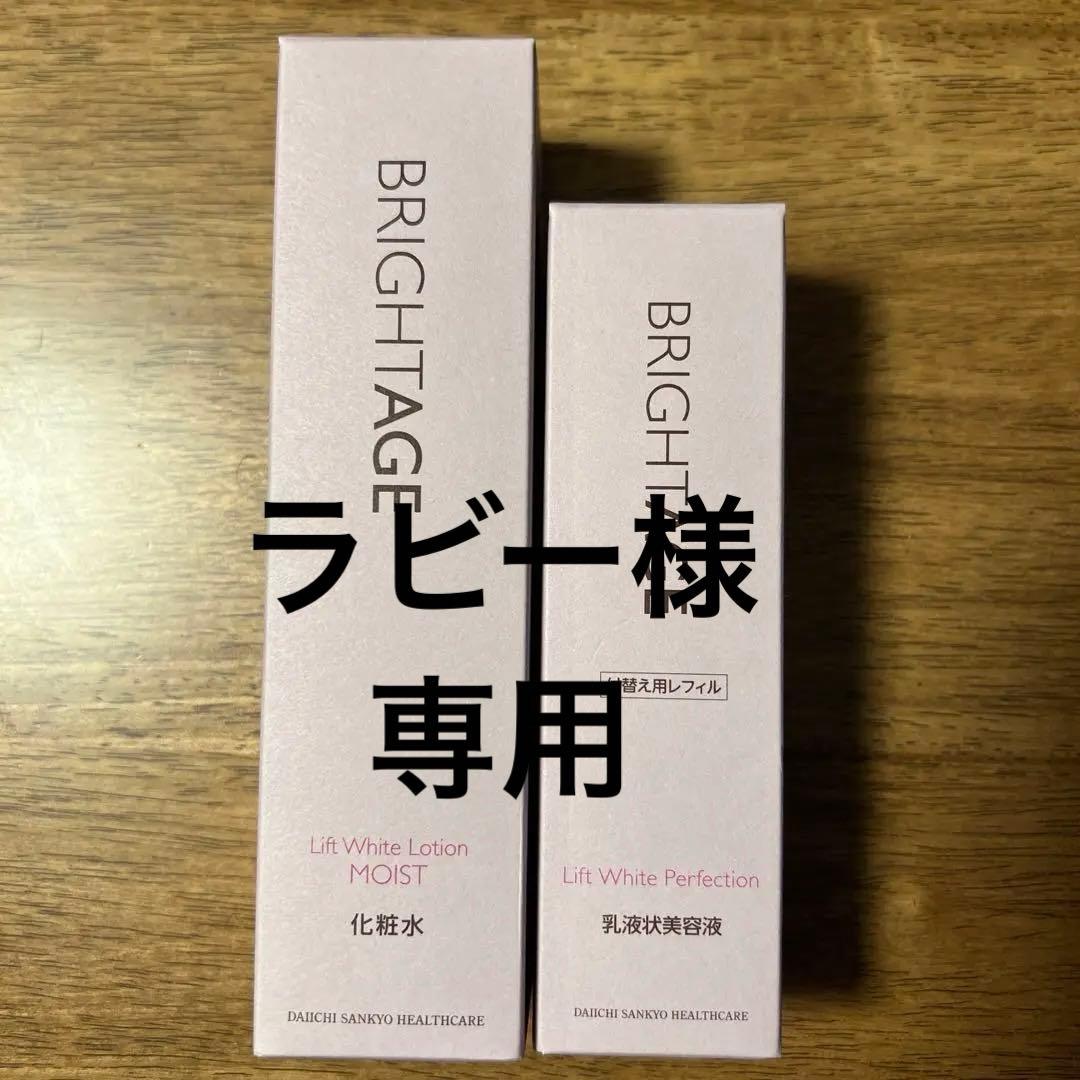 BRIGHTAGE
Lift White Lotion
MOIST
化粧水
DAIICHI SANKYO HEALTHCARE
BRIGHTAGE
付替え用レフィル
Lift White Perfection
乳液状美容液
DAIICHI SANKYO HEALTHCARE
ラビー様
専用